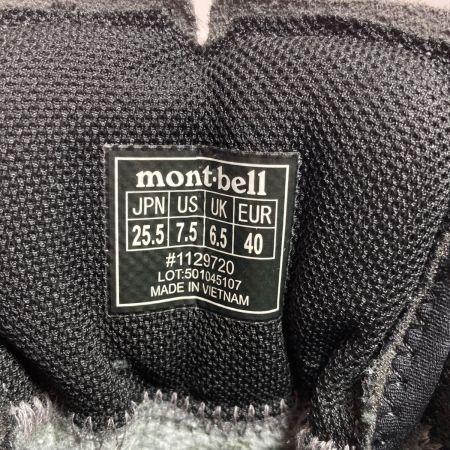 mont·bell
JPN US UK EUR
25.5 7.5 6.5 40
#1129720
LOT:501045107
MADE IN VIETNAM